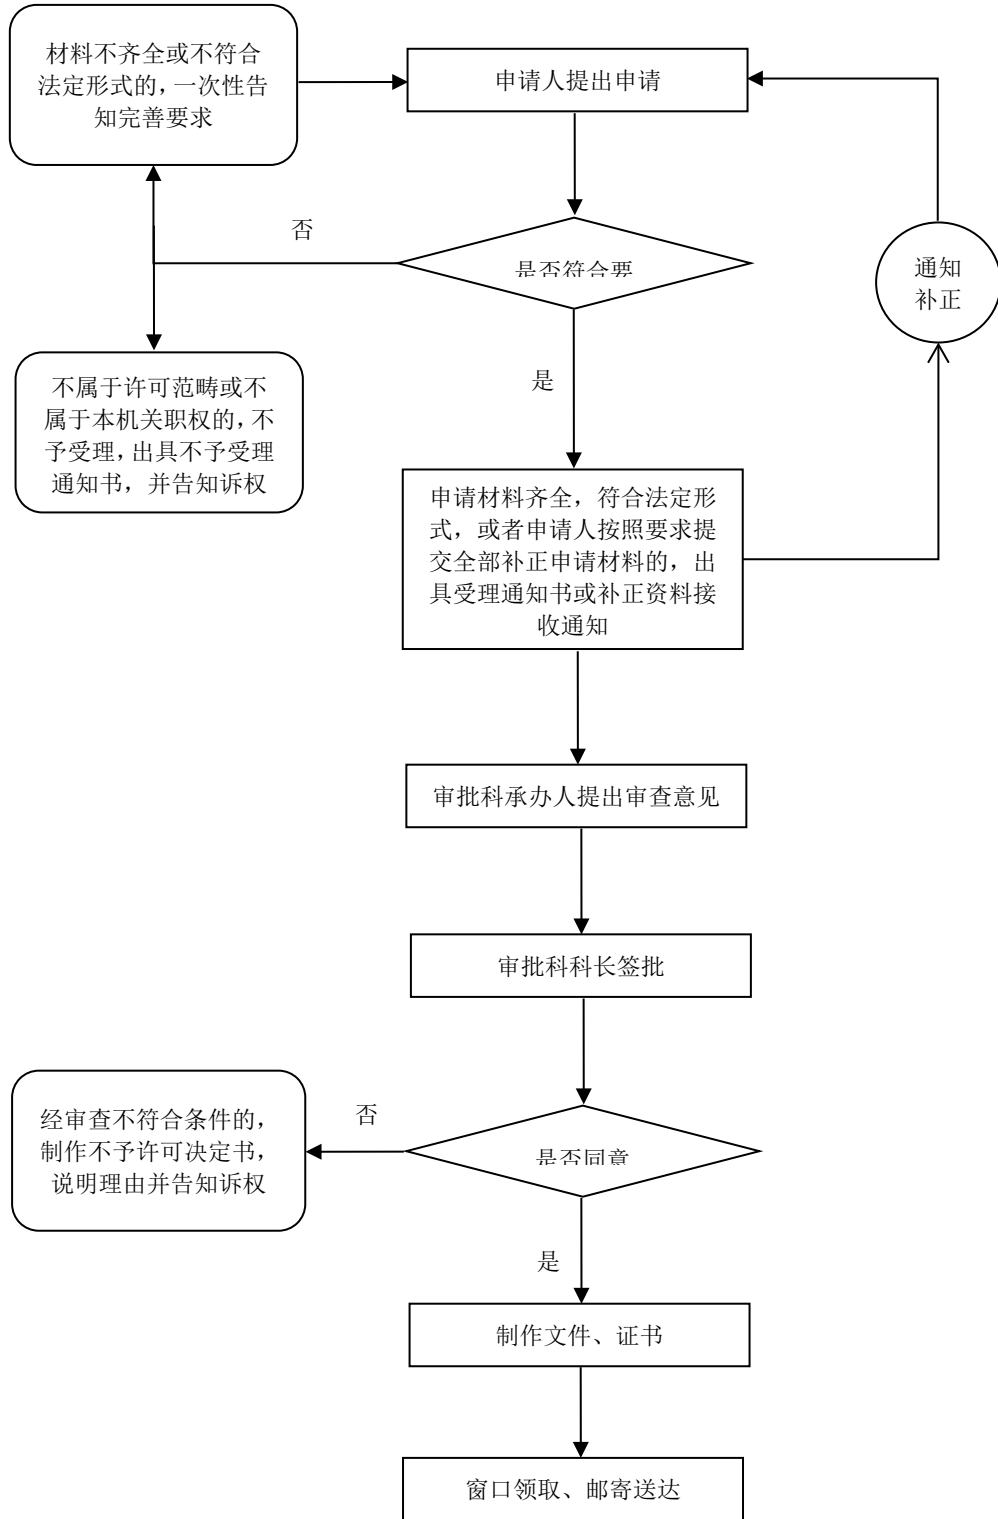 材料不齐全或不符合
法定形式的，一次性告
知完善要求
申请人提出申请
否
是否符合要
通知
补正
是
不属于许可范畴或不
属于本机关职权的，不
予受理，出具不予受理
通知书，并告知诉权
申请材料齐全，符合法定形
式，或者申请人按照要求提
交全部补正申请材料的，出
具受理通知书或补正资料接
收通知
审批科承办人提出审查意见
审批科科长签批
经审查不符合条件的，
制作不予许可决定书，
说明理由并告知诉权
否
是否同意
是
制作文件、证书
窗口领取、邮寄送达